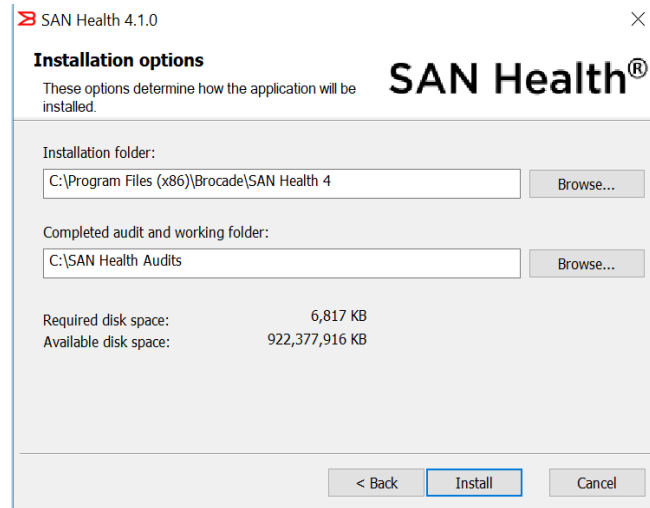 SAN Health 4.1.0
Installation options
These options determine how the application will be
installed.
SAN Health®
Installation folder:
C:\Program Files (x86)\Brocade\SAN Health 4
Browse...
Completed audit and working folder:
C:\SAN Health Audits
Browse...
Required disk space: 6,817 KB
Available disk space: 922,377,916 KB
< Back Install Cancel